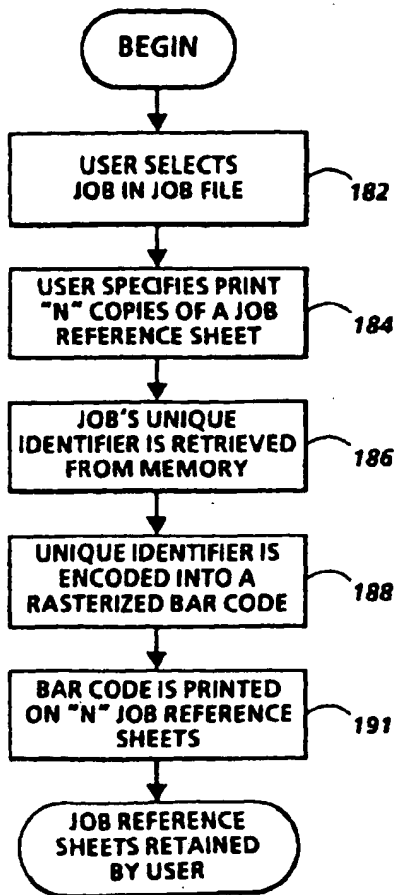 BEGIN
USER SELECTS
JOB IN JOB FILE
182
USER SPECIFIES PRINT
"N" COPIES OF A JOB
REFERENCE SHEET
184
JOB'S UNIQUE
IDENTIFIER IS RETRIEVED
FROM MEMORY
186
UNIQUE IDENTIFIER IS
ENCODED INTO A
RASTERIZED BAR CODE
188
BAR CODE IS PRINTED
ON "N" JOB REFERENCE
SHEETS
191
JOB REFERENCE
SHEETS RETAINED
BY USER